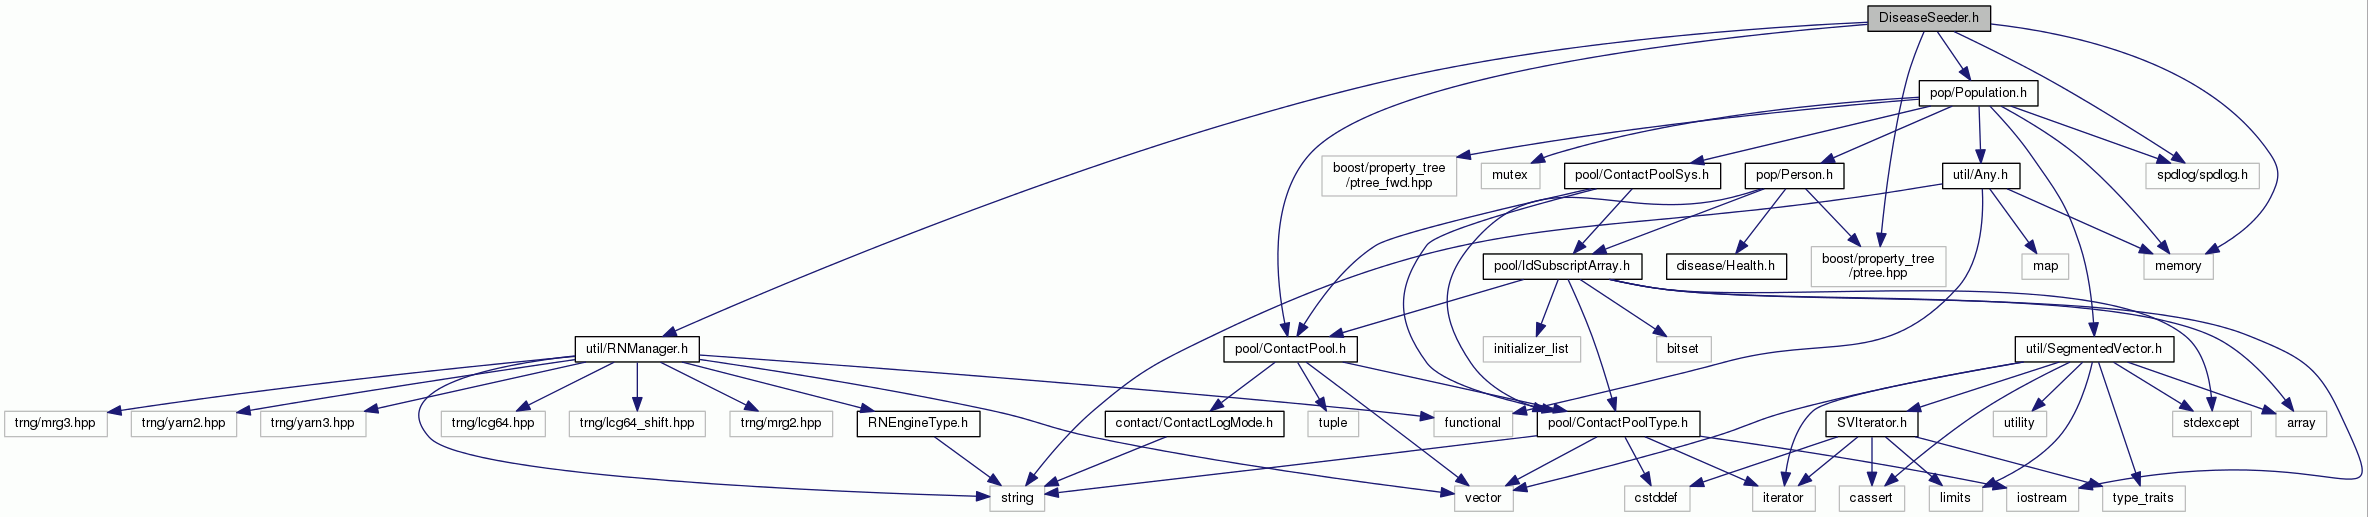 DiseaseSeeder.h
pop/Population.h
boost/property_tree
/ptree_fwd.hpp
mutex
pool/ContactPoolSys.h
pop/Person.h
util/Any.h
spdlog/spdlog.h
pool/IdSubscriptArray.h
disease/Health.h
boost/property_tree
/ptree.hpp
map
memory
util/RNManager.h
pool/ContactPool.h
initializer_list
bitset
util/SegmentedVector.h
trng/mrg3.hpp
trng/yarn2.hpp
trng/yarn3.hpp
trng/lcg64.hpp
trng/lcg64_shift.hpp
trng/mrg2.hpp
RNEngineType.h
contact/ContactLogMode.h
tuple
functional
pool/ContactPoolType.h
SVIterator.h
utility
stdexcept
array
string
vector
cstddef
iterator
cassert
limits
iostream
type_traits